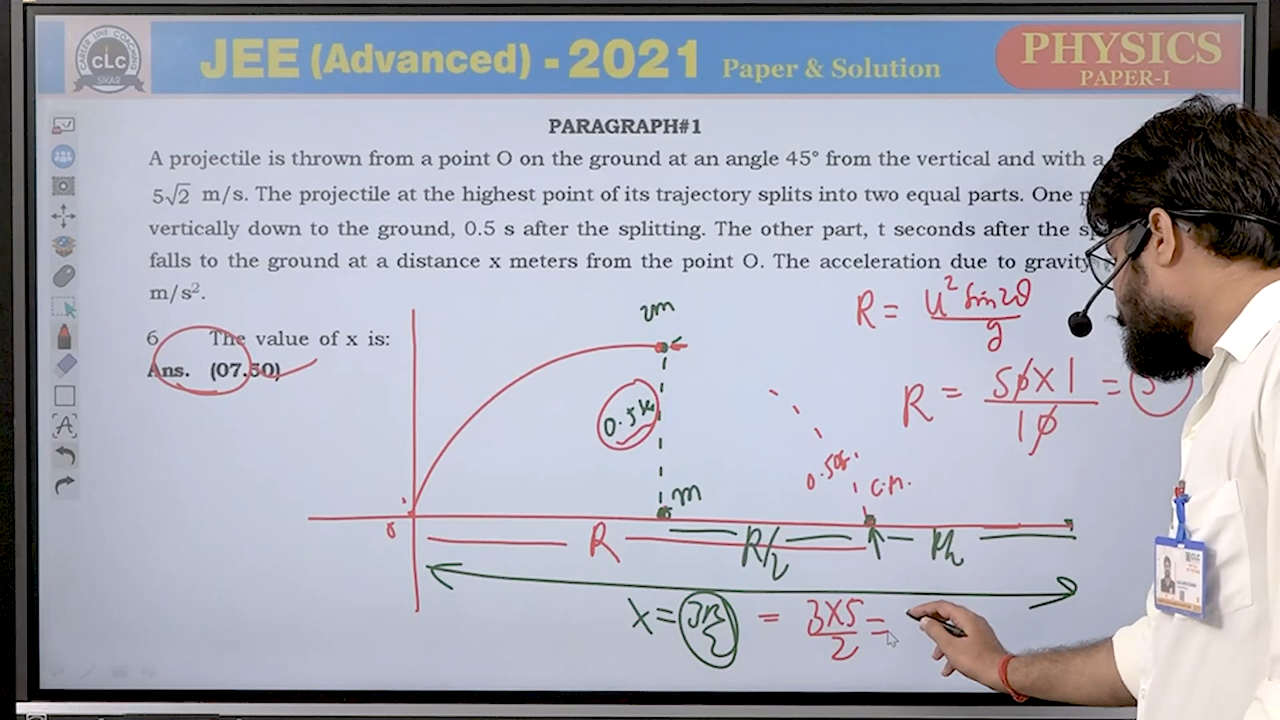 CAREER LINE COACHING
CLC
SIKAR
JEE (Advanced) - 2021 Paper & Solution
PHYSICS
PAPER-I
PARAGRAPH#1
A projectile is thrown from a point O on the ground at an angle 45° from the vertical and with a
5√2 m/s. The projectile at the highest point of its trajectory splits into two equal parts. One
vertically down to the ground, 0.5 s after the splitting. The other part, t seconds after the
falls to the ground at a distance x meters from the point O. The acceleration due to gravity
m/s².
6 The value of x is:
Ans. (07.50)
2m
R = u² sin2θ / g
R = 50 x 1 / 10 = 5
0.5
0.5
m
C.M.
0
R
R/2
R/2
x = 3R/2 = 3x5/2 =
CLC